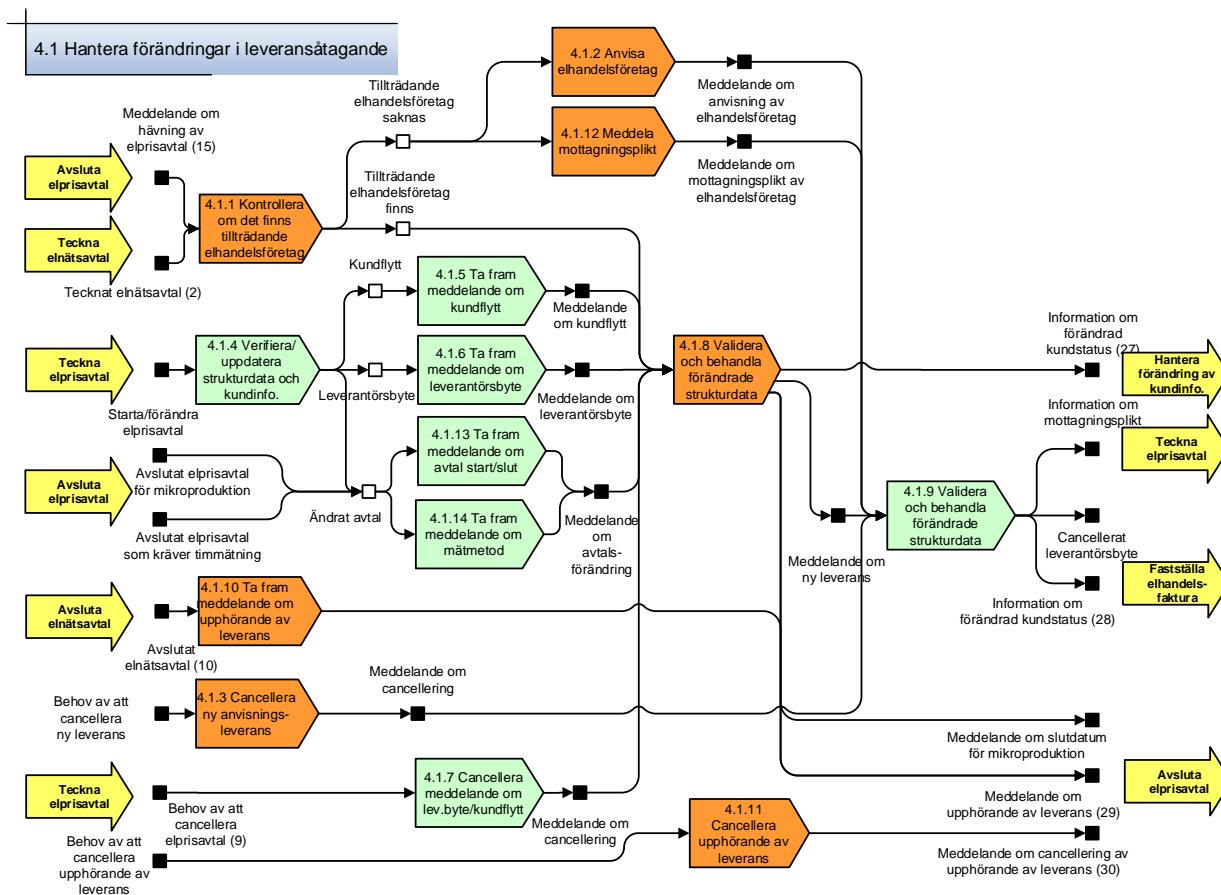 4.1 Hantera förändringar i leveransåtagande
4.1.2 Anvisa
elhandelsföretag
Meddelande om
anvisning av
elhandelsföretag
Tillträdande
elhandelsföretag
saknas
Meddelande om
hävning av
elprisavtal (15)
4.1.12 Meddela
mottagningsplikt
Meddelande om
mottagningsplikt av
elhandelsföretag
Avsluta
elprisavtal
Tillträdande
elhandelsföretag
finns
4.1.1 Kontrollera
om det finns
tillträdande
elhandelsföretag
Teckna
elnätsavtal
Tecknat elnätsavtal (2)
Kundflytt
4.1.5 Ta fram
meddelande om
kundflytt
Meddelande
om kundflytt
Teckna
elprisavtal
4.1.4 Verifiera/
uppdatera
strukturdata och
kundinfo.
Leverantörsbyte
4.1.6 Ta fram
meddelande om
leverantörsbyte
Meddelande om
leverantörsbyte
4.1.8 Validera
och behandla
förändrade
strukturdata
Information om
förändrad
kundstatus (27)
Hantera
förändring av
kundinfo.
Starta/förändra
elprisavtal
Information om
mottagningsplikt
Teckna
elprisavtal
Avsluta
elprisavtal
Avslutat elprisavtal
för mikroproduktion
Avslutat elprisavtal
som kräver timmätning
Ändrat avtal
4.1.13 Ta fram
meddelande om
avtal start/slut
4.1.14 Ta fram
meddelande om
mätmetod
Meddelande
om
avtals-
förändring
Meddelande om
ny leverans
4.1.9 Validera
och behandla
förändrade
strukturdata
Cancellerat
leverantörsbyte
Information om
förändrad kundstatus (28)
Fastställa
elhandels-
faktura
Avsluta
elnätsavtal
Avslutat
elnätsavtal (10)
4.1.10 Ta fram
meddelande om
upphörande av
leverans
Behov av att
cancellera
ny leverans
4.1.3 Cancellera
ny anvisnings-
leverans
Meddelande om
cancellering
Meddelande om slutdatum
för mikroproduktion
Teckna
elprisavtal
Behov av att
cancellera
elprisavtal (9)
4.1.7 Cancellera
meddelande om
lev.byte/kundflytt
Meddelande om
cancellering
Meddelande om
upphörande av leverans (29)
Avsluta
elprisavtal
Behov av att
cancellera
upphörande av
leverans
4.1.11
Cancellera
upphörande av
leverans
Meddelande om cancellering av
upphörande av leverans (30)